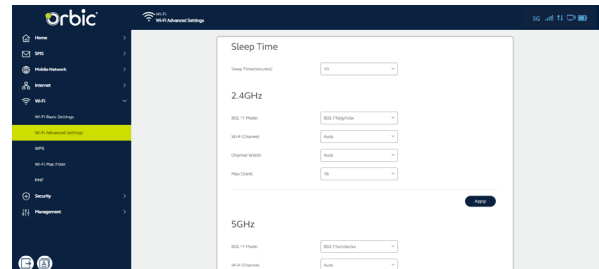 Orbic
Wi-Fi
Wi-Fi Advanced Settings
5G
Home
SMS
Mobile Network
Internet
Wi-Fi
Wi-Fi Basic Settings
Wi-Fi Advanced Settings
WPS
Wi-Fi Mac Filter
PMF
Security
Management
Sleep Time
Sleep Time(minutes):
10
2.4GHz
802.11 Mode:
802.11b/g/n/ax
Wi-Fi Channel:
Auto
Channel Width:
Auto
Max Client:
16
Apply
5GHz
802.11 Mode:
802.11a/n/ac/ax
Wi-Fi Channel:
Auto